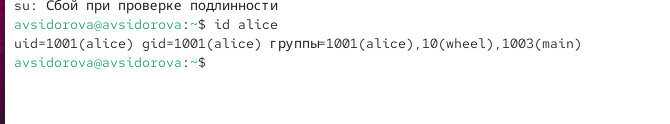 su: Сбой при проверке подлинности
avsidorova@avsidorova:~$ id alice
uid=1001(alice) gid=1001(alice) группы=1001(alice),10(wheel),1003(main)
avsidorova@avsidorova:~$